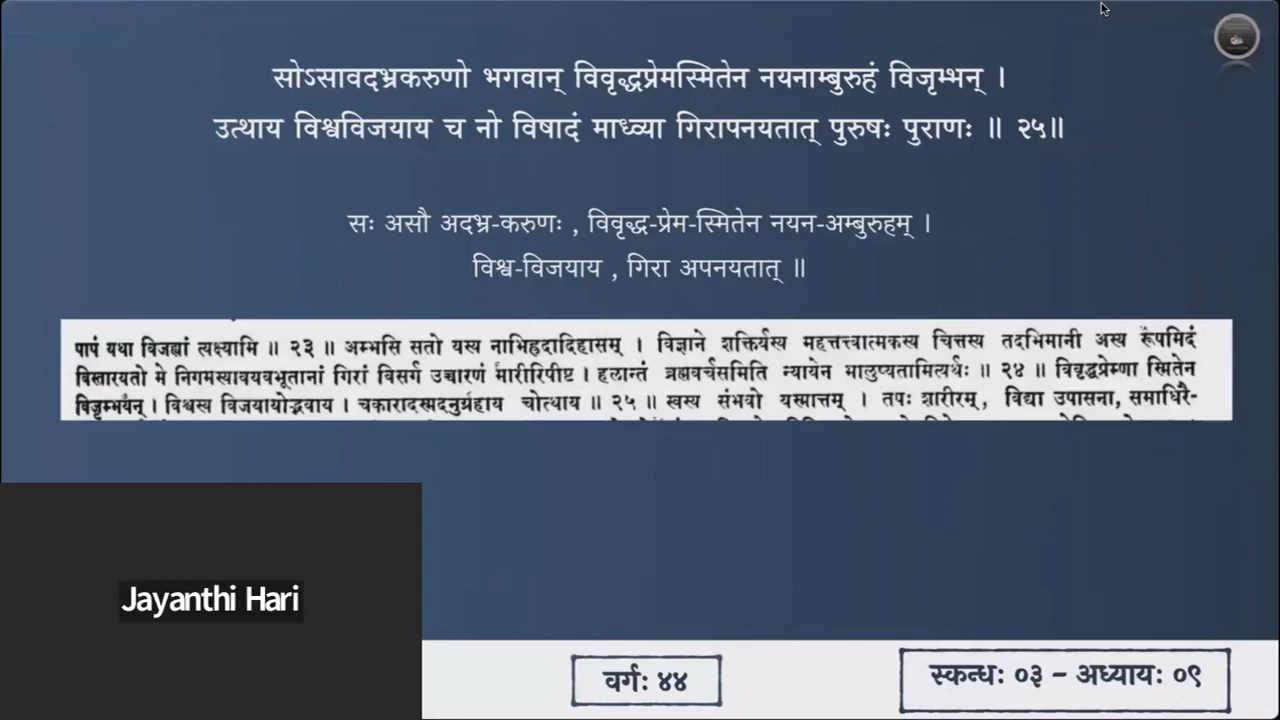 सोऽसावदभ्रकरुणो भगवान् विवृद्धप्रेमस्मितेन नयनाम्बुरुहं विजृम्भन् ।
उत्थाय विश्वविजयाय च नो विषादं माध्व्या गिरापनयतात् पुरुषः पुराणः ॥ २५॥
सः असौ अदभ्र-करुणः , विवृद्ध-प्रेम-स्मितेन नयन-अम्बुरुहम् ।
विश्व-विजयाय , गिरा अपनयतात् ॥
पापं यथा विजह्यां त्यक्ष्यामि ॥ २३ ॥ अम्भसि सतो यस्य नाभिह्रदादिहासम् । विज्ञाने शक्तिर्यस्य महत्तत्त्वात्मकस्य चित्तस्य तदभिमानी अस्य रूपमिदं
विस्तारयतो मे निगमस्यावयवभूतानां गिरां विसर्ग उच्चारणं मारीरिपीष्ट । हलान्तं ब्रह्मवर्चसमिति न्यायेन मालुप्यतामित्यर्थः ॥ २४ ॥ विवृद्धप्रेम्णा स्मितेन
विजृम्भयन् । विश्वस्य विजयायोद्भवाय । चकारादस्मदनुग्रहाय चोत्थाय ॥ २५ ॥ स्वस्य संभवो यस्मात्तम् । तपः शारीरम्, विद्या उपासना, समाधिरै-
Jayanthi Hari
वर्गः ४४
स्कन्धः ०३ – अध्यायः ०९